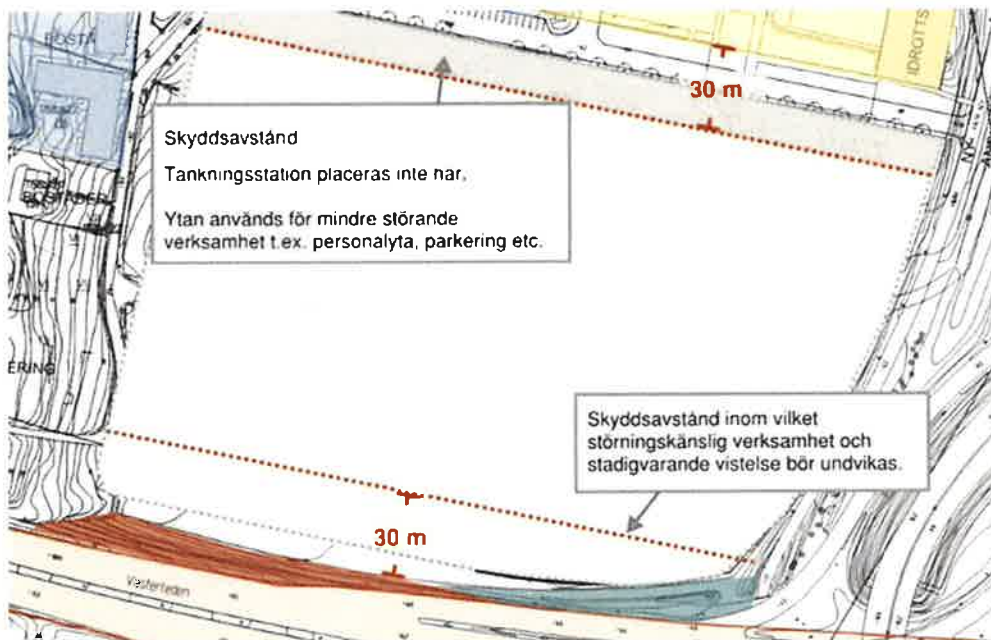 BOSTA
IDROTTS
30 m
Skyddsavstånd
Tankningsstation placeras inte här,
Ytan används för mindre störande
verksamhet t.ex. personalyta, parkering etc.
BOSTÄDER
ERING
Skyddsavstånd inom vilket
störningskänslig verksamhet och
stadigvarande vistelse bör undvikas.
30 m
Västerleden